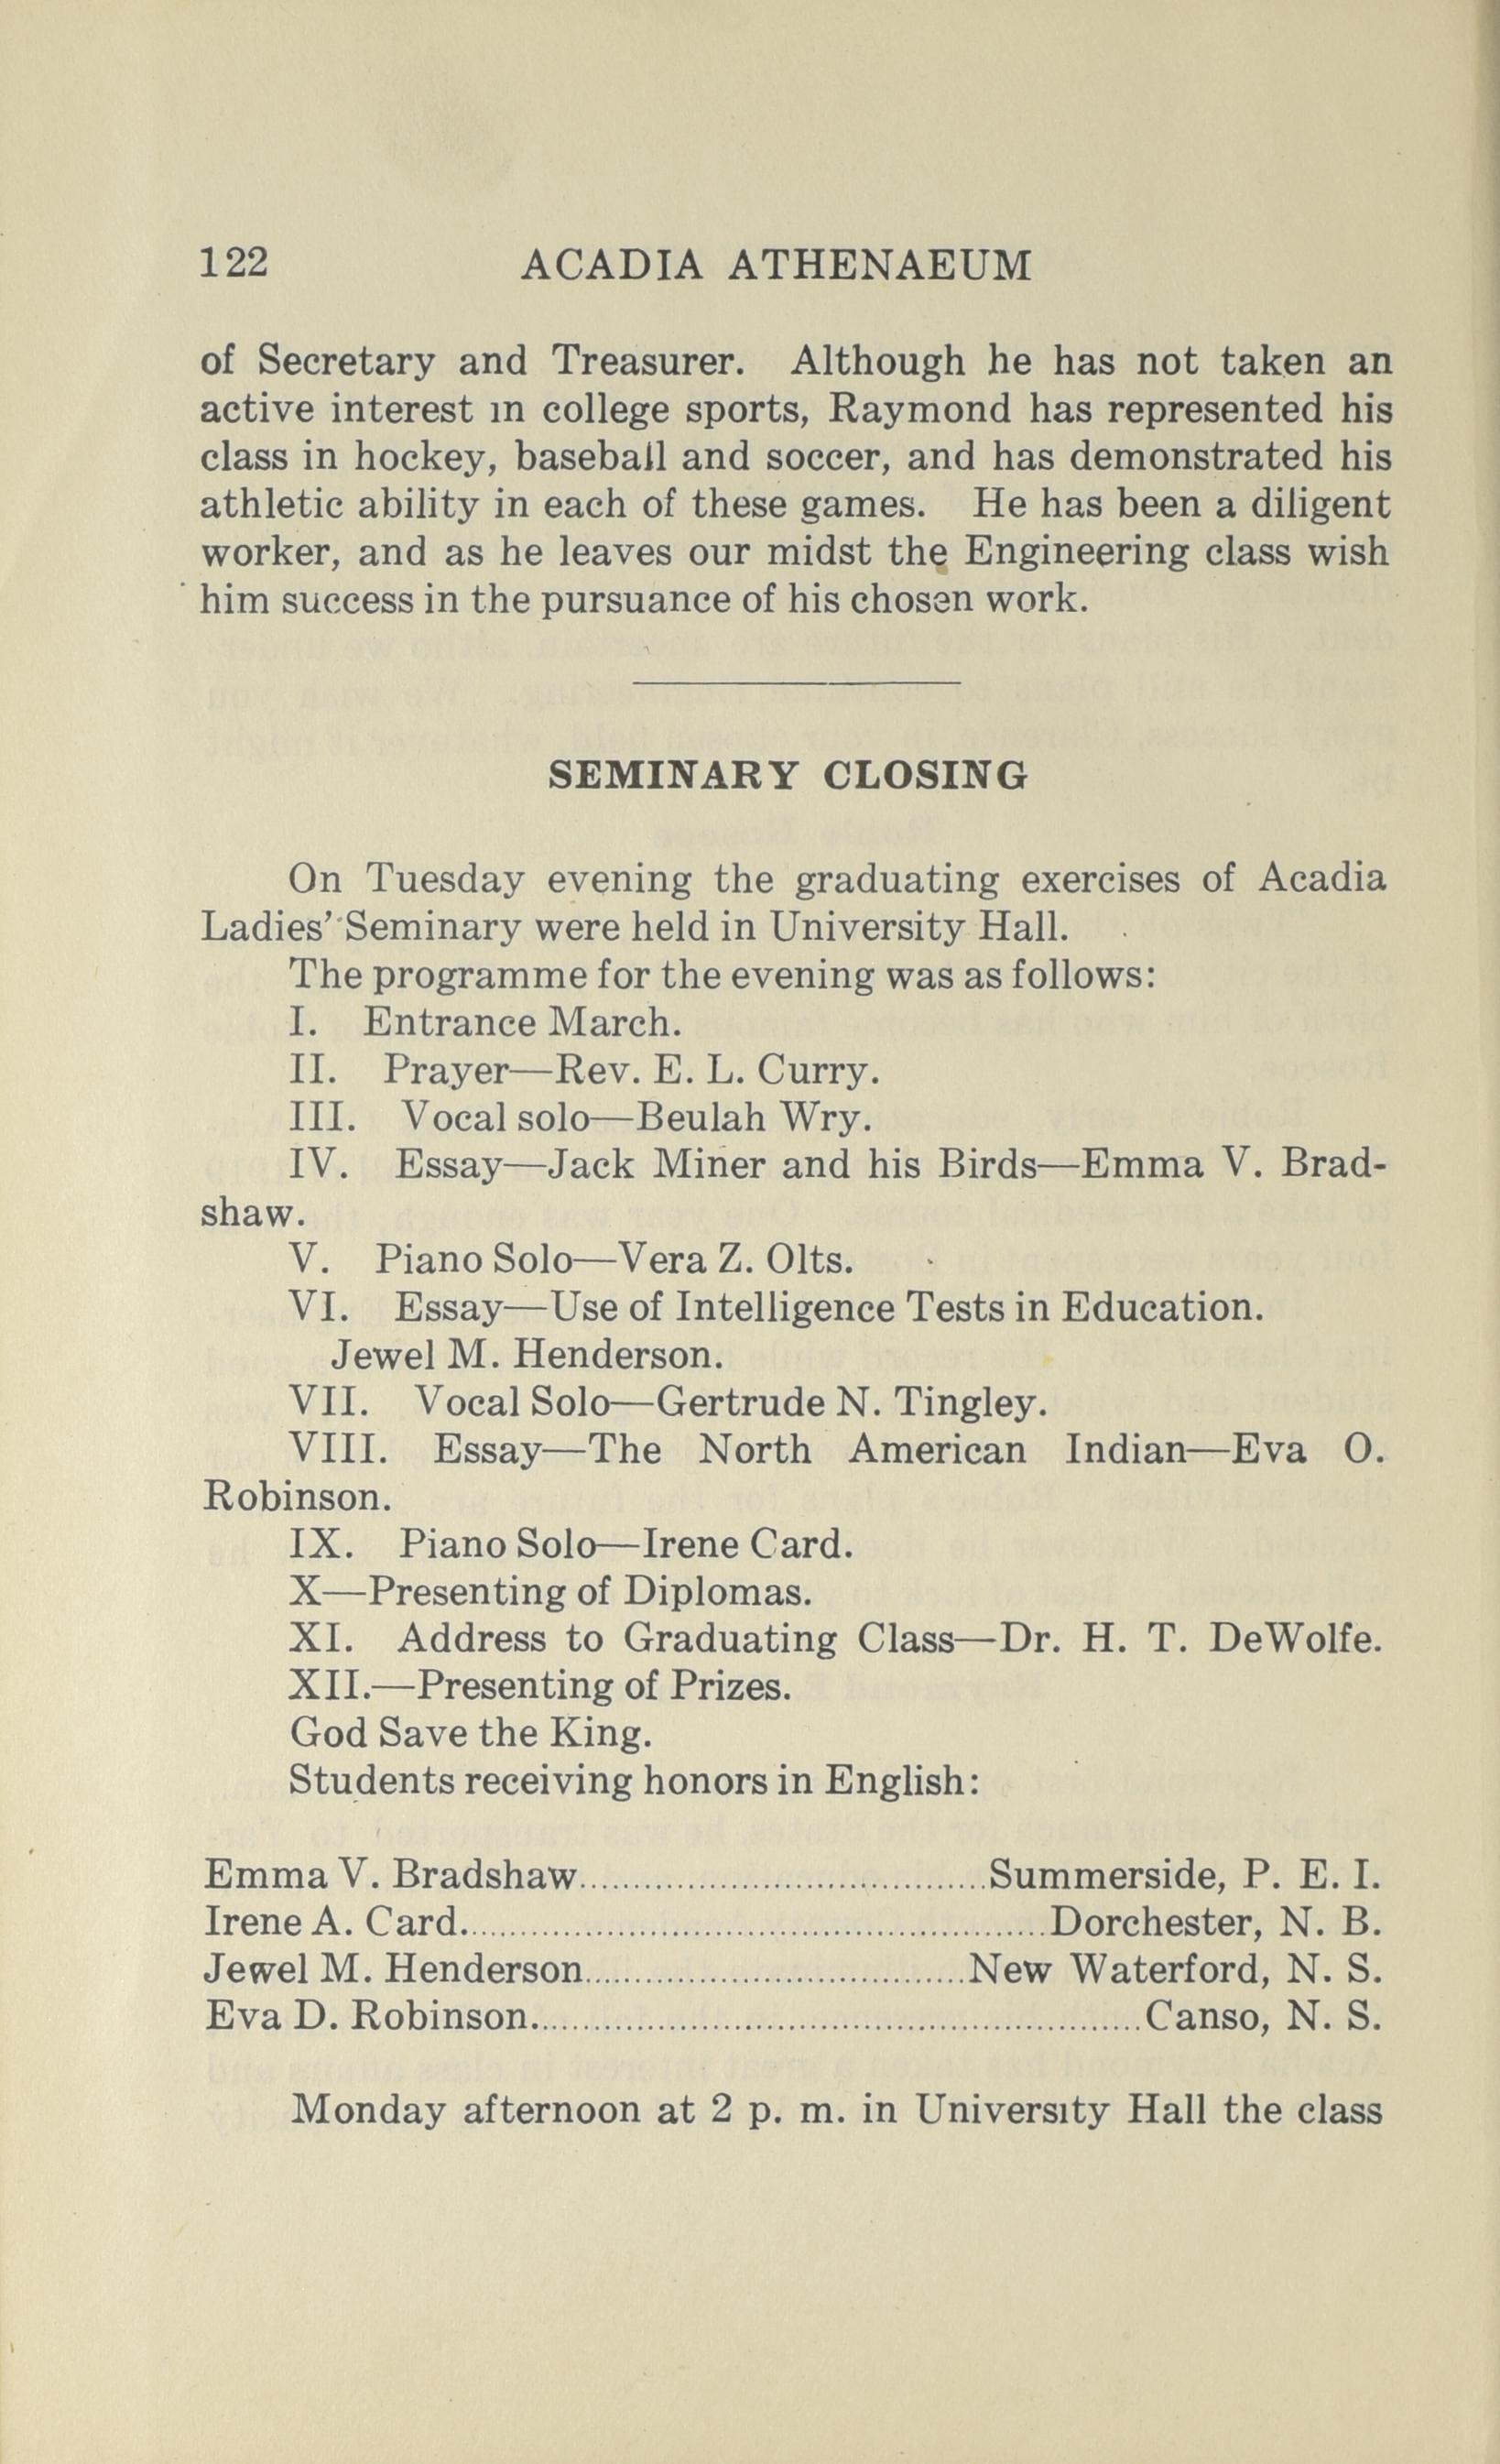 122 ACADIA ATHENAEUM
of Secretary and Treasurer. Although he has not taken an
active interest in college sports, Raymond has represented his
class in hockey, baseball and soccer, and has demonstrated his
athletic ability in each of these games. He has been a diligent
worker, and as he leaves our midst the Engineering class wish
him success in the pursuance of his chosen work.
SEMINARY CLOSING
On Tuesday evening the graduating exercises of Acadia
Ladies' Seminary were held in University Hall.
The programme for the evening was as follows:
I. Entrance March.
II. Prayer—Rev. E. L. Curry.
III. Vocal solo—Beulah Wry.
IV. Essay—Jack Miner and his Birds—Emma V. Brad-
shaw.
V. Piano Solo—Vera Z. Olts.
VI. Essay—Use of Intelligence Tests in Education.
Jewel M. Henderson.
VII. Vocal Solo—Gertrude N. Tingley.
VIII. Essay—The North American Indian—Eva O.
Robinson.
IX. Piano Solo—Irene Card.
X—Presenting of Diplomas.
XI. Address to Graduating Class—Dr. H. T. DeWolfe.
XII.—Presenting of Prizes.
God Save the King.
Students receiving honors in English:
Emma V. Bradshaw........................................Summerside, P. E. I.
Irene A. Card........................................Dorchester, N. B.
Jewel M. Henderson........................................New Waterford, N. S.
Eva D. Robinson........................................Canso, N. S.
Monday afternoon at 2 p. m. in University Hall the class